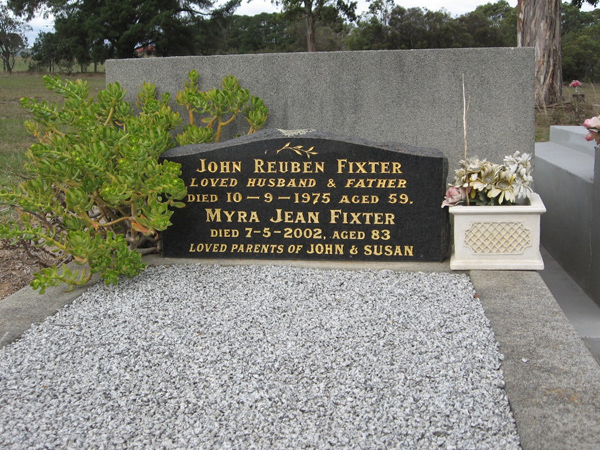 JOHN REUBEN FIXTER
LOVED HUSBAND & FATHER
DIED 10-9-1975 AGED 59.
MYRA JEAN FIXTER
DIED 7-5-2002, AGED 83
LOVED PARENTS OF JOHN & SUSAN